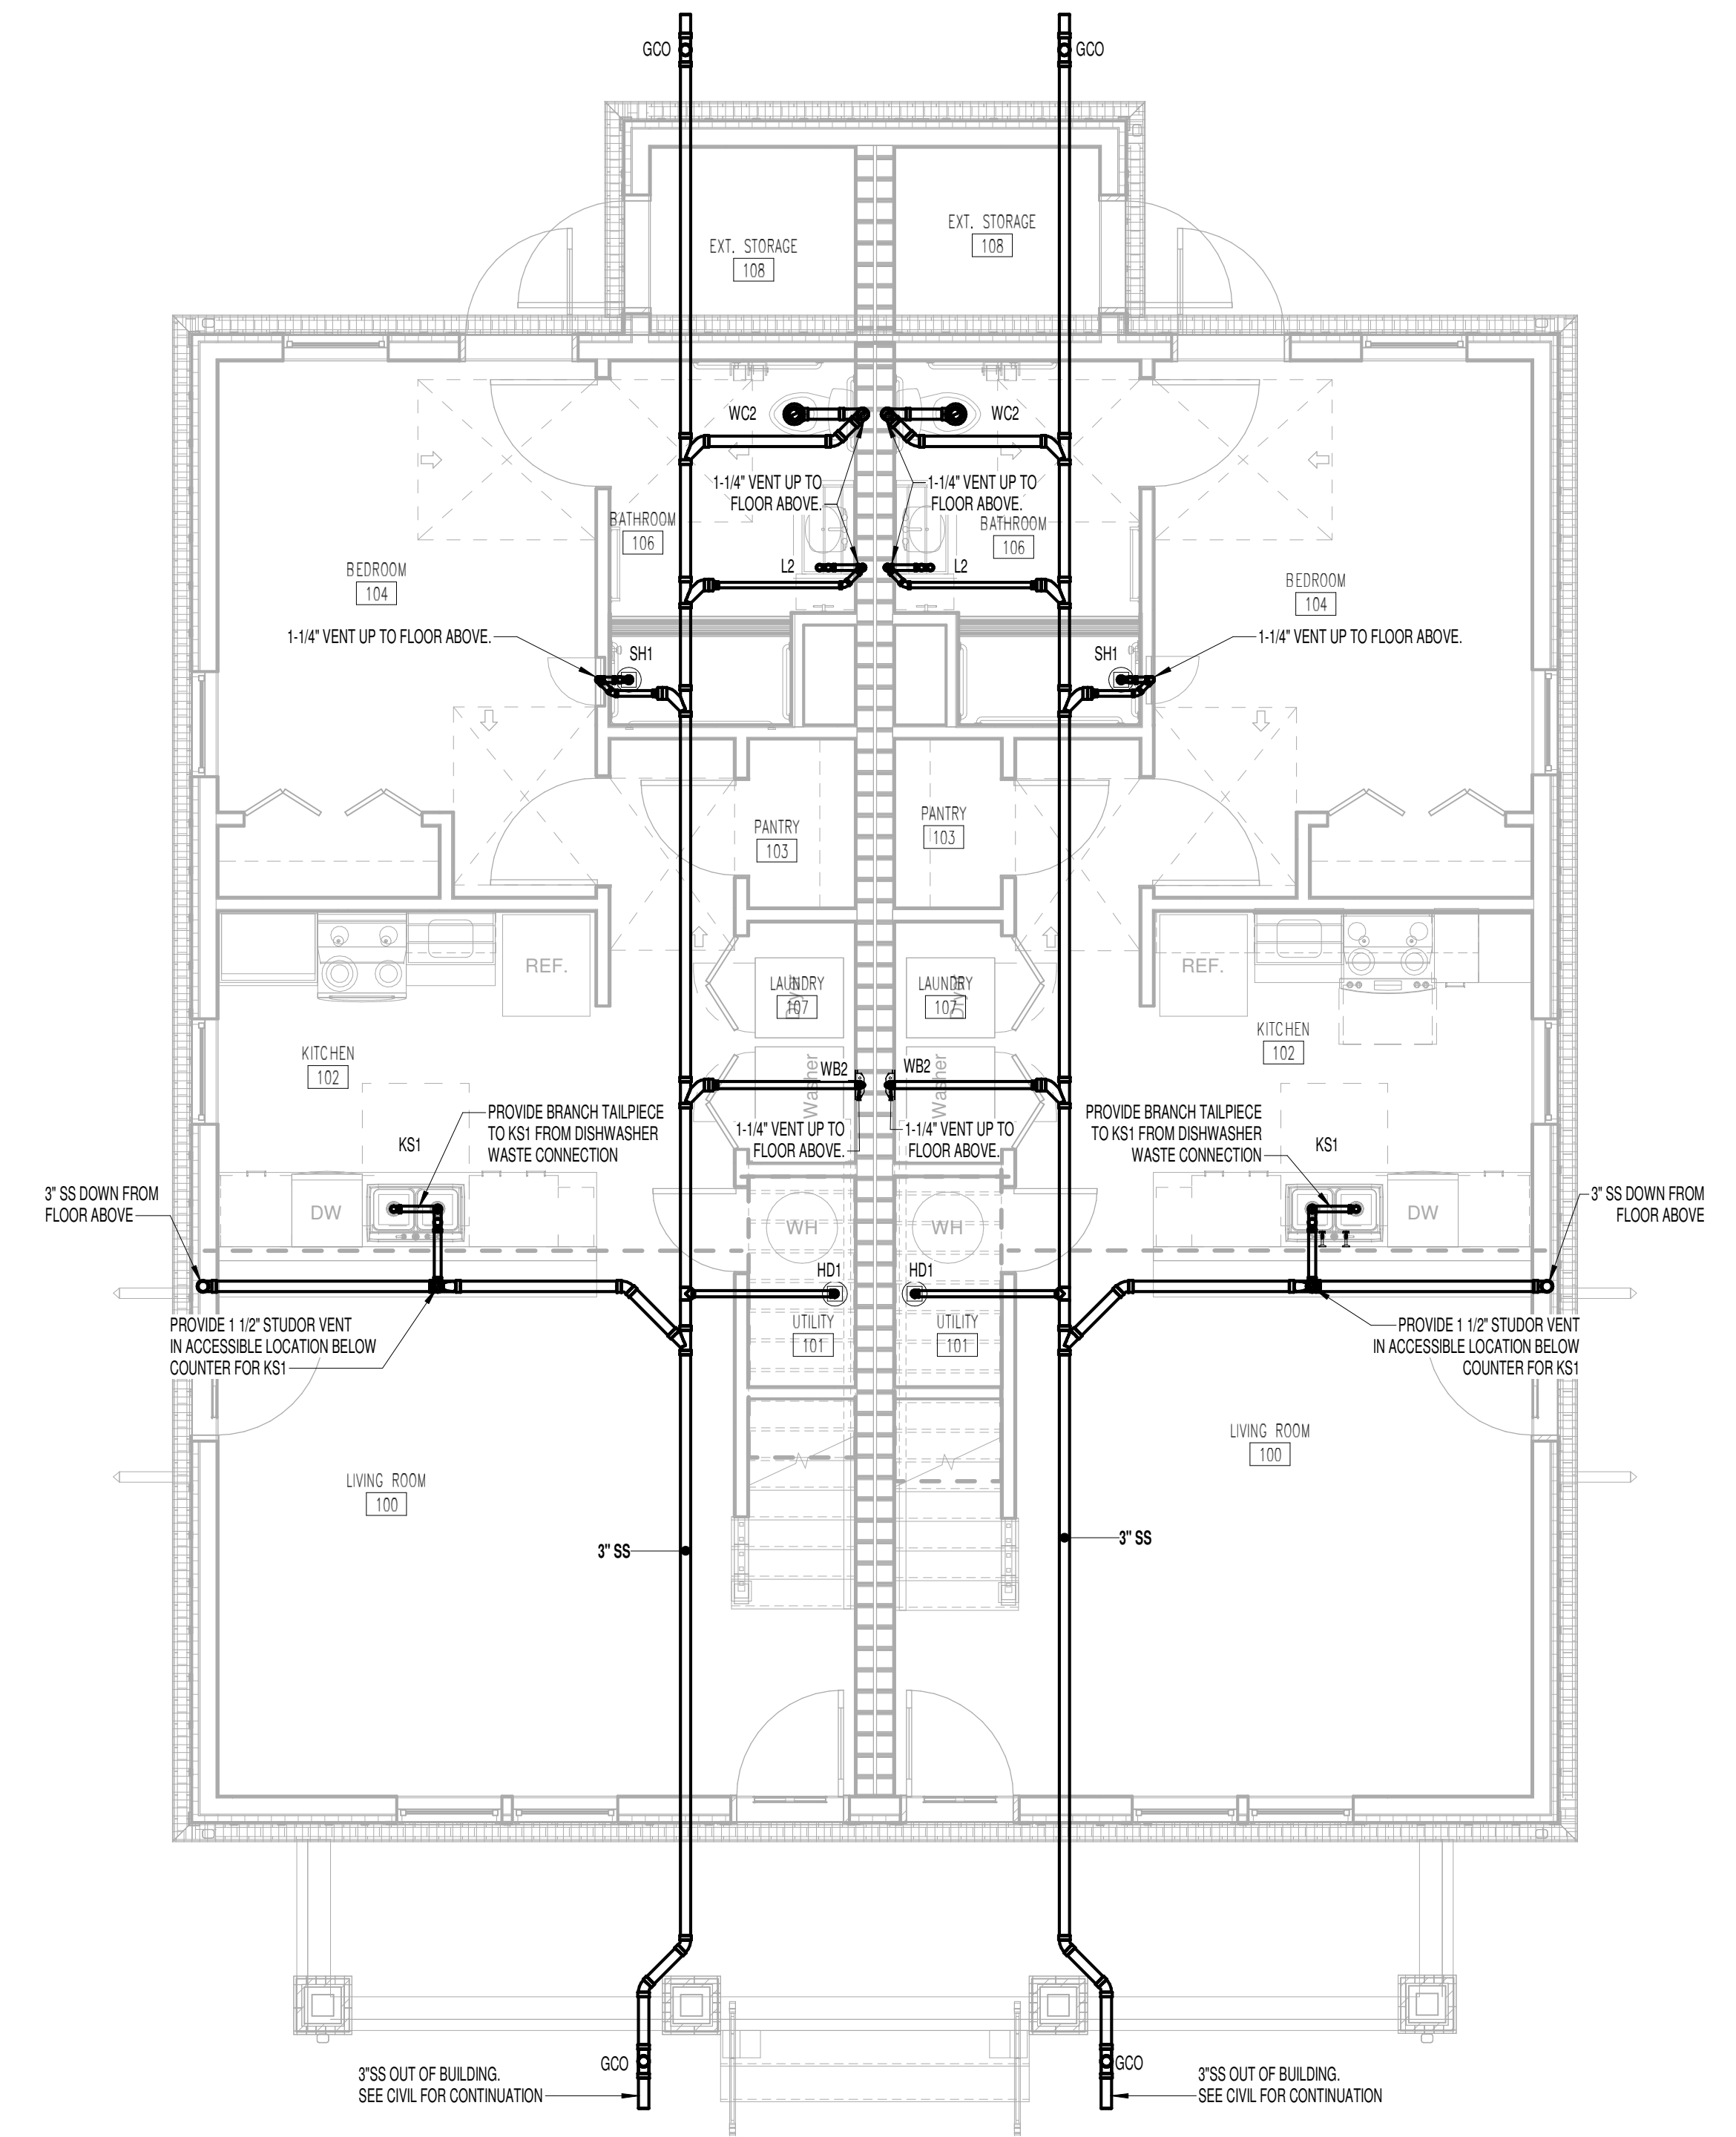 GCO
GCO
EXT. STORAGE
108
EXT. STORAGE
108
WC2
WC2
1-1/4" VENT UP TO
FLOOR ABOVE.
1-1/4" VENT UP TO
FLOOR ABOVE.
BATHROOM
106
BATHROOM
106
L2
L2
BEDROOM
104
BEDROOM
104
1-1/4" VENT UP TO FLOOR ABOVE.
1-1/4" VENT UP TO FLOOR ABOVE.
SH1
SH1
PANTRY
103
PANTRY
103
REF.
REF.
LAUNDRY
107
Dryer
LAUNDRY
107
Dryer
KITCHEN
102
KITCHEN
102
WB2
WB2
Washer
Washer
PROVIDE BRANCH TAILPIECE
TO KS1 FROM DISHWASHER
WASTE CONNECTION
PROVIDE BRANCH TAILPIECE
TO KS1 FROM DISHWASHER
WASTE CONNECTION
1-1/4" VENT UP TO
FLOOR ABOVE.
1-1/4" VENT UP TO
FLOOR ABOVE.
KS1
KS1
3" SS DOWN FROM
FLOOR ABOVE
3" SS DOWN FROM
FLOOR ABOVE
DW
DW
WH
WH
HD1
HD1
UTILITY
101
UTILITY
101
PROVIDE 1 1/2" STUDOR VENT
IN ACCESSIBLE LOCATION BELOW
COUNTER FOR KS1
PROVIDE 1 1/2" STUDOR VENT
IN ACCESSIBLE LOCATION BELOW
COUNTER FOR KS1
LIVING ROOM
100
LIVING ROOM
100
3" SS
3" SS
GCO
GCO
3"SS OUT OF BUILDING.
SEE CIVIL FOR CONTINUATION
3"SS OUT OF BUILDING.
SEE CIVIL FOR CONTINUATION